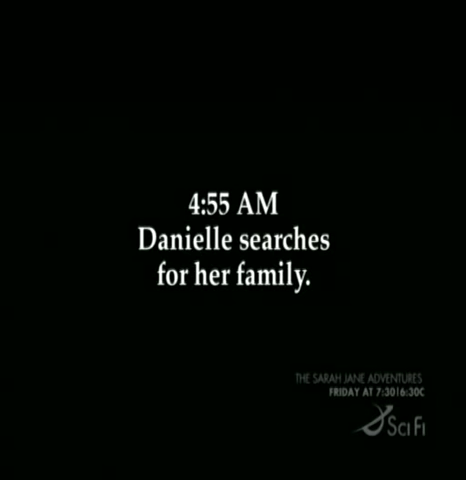 4:55 AM
Danielle searches
for her family.
THE SARAH JANE ADVENTURES
FRIDAY AT 7:30|6:30C
SCI FI